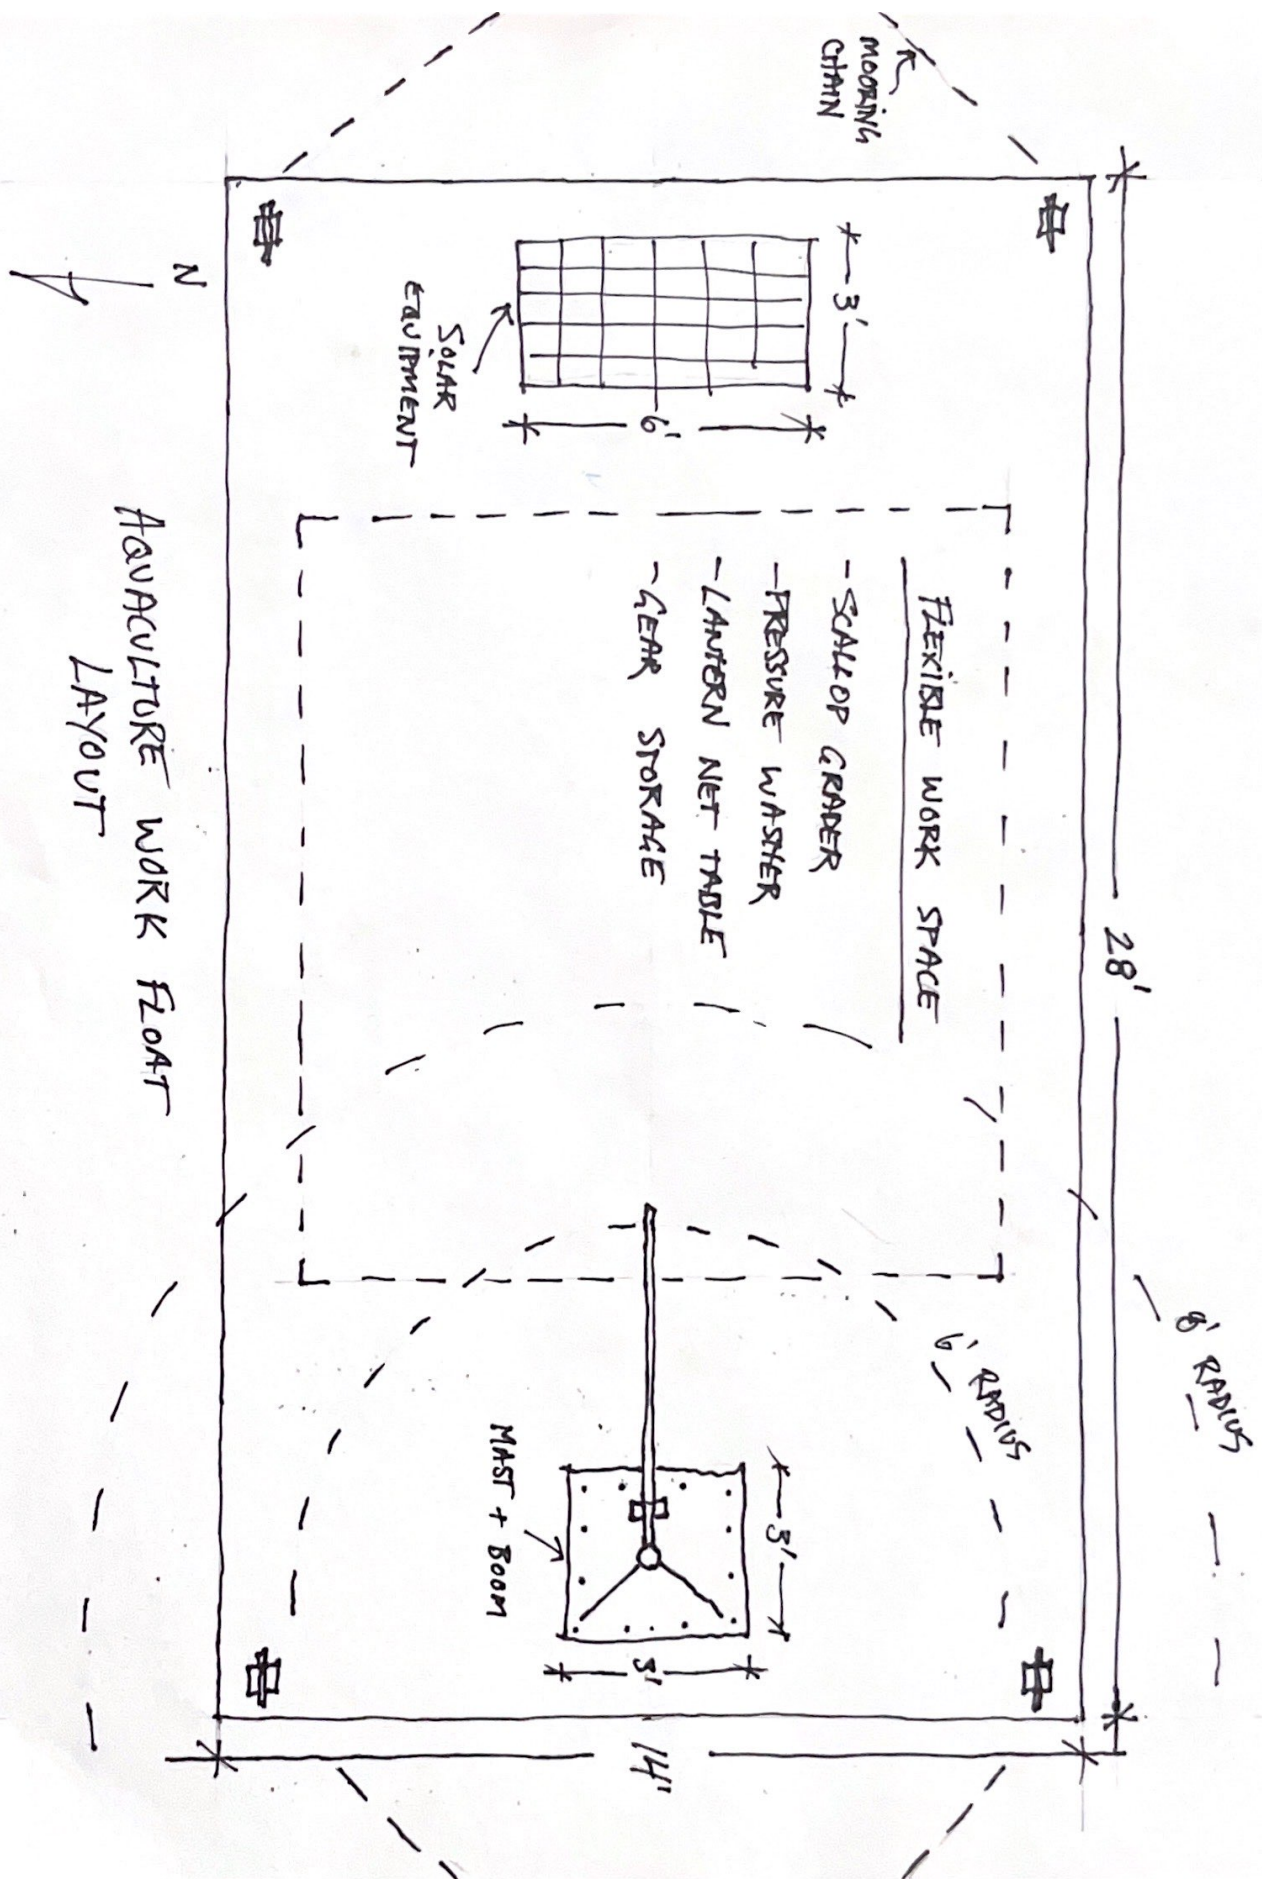 MOORING
CHAIN
28'
8' RADIUS
3'
6'
SOLAR
EQUIPMENT
FLEXIBLE WORK SPACE
- SCALLOP GRADER
- PRESSURE WASHER
- LANTERN NET TABLE
- GEAR STORAGE
6' RADIUS
3'
3'
MAST + BOOM
14'
N
AQUACULTURE WORK FLOAT
LAYOUT